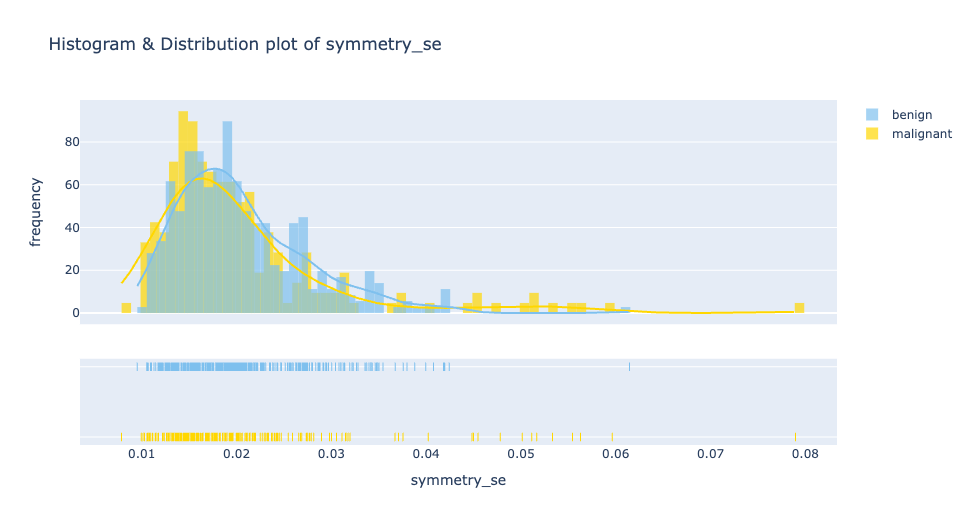 Histogram & Distribution plot of symmetry_se
benign
malignant
frequency
80
60
40
20
0
0.01 0.02 0.03 0.04 0.05 0.06 0.07 0.08
symmetry_se